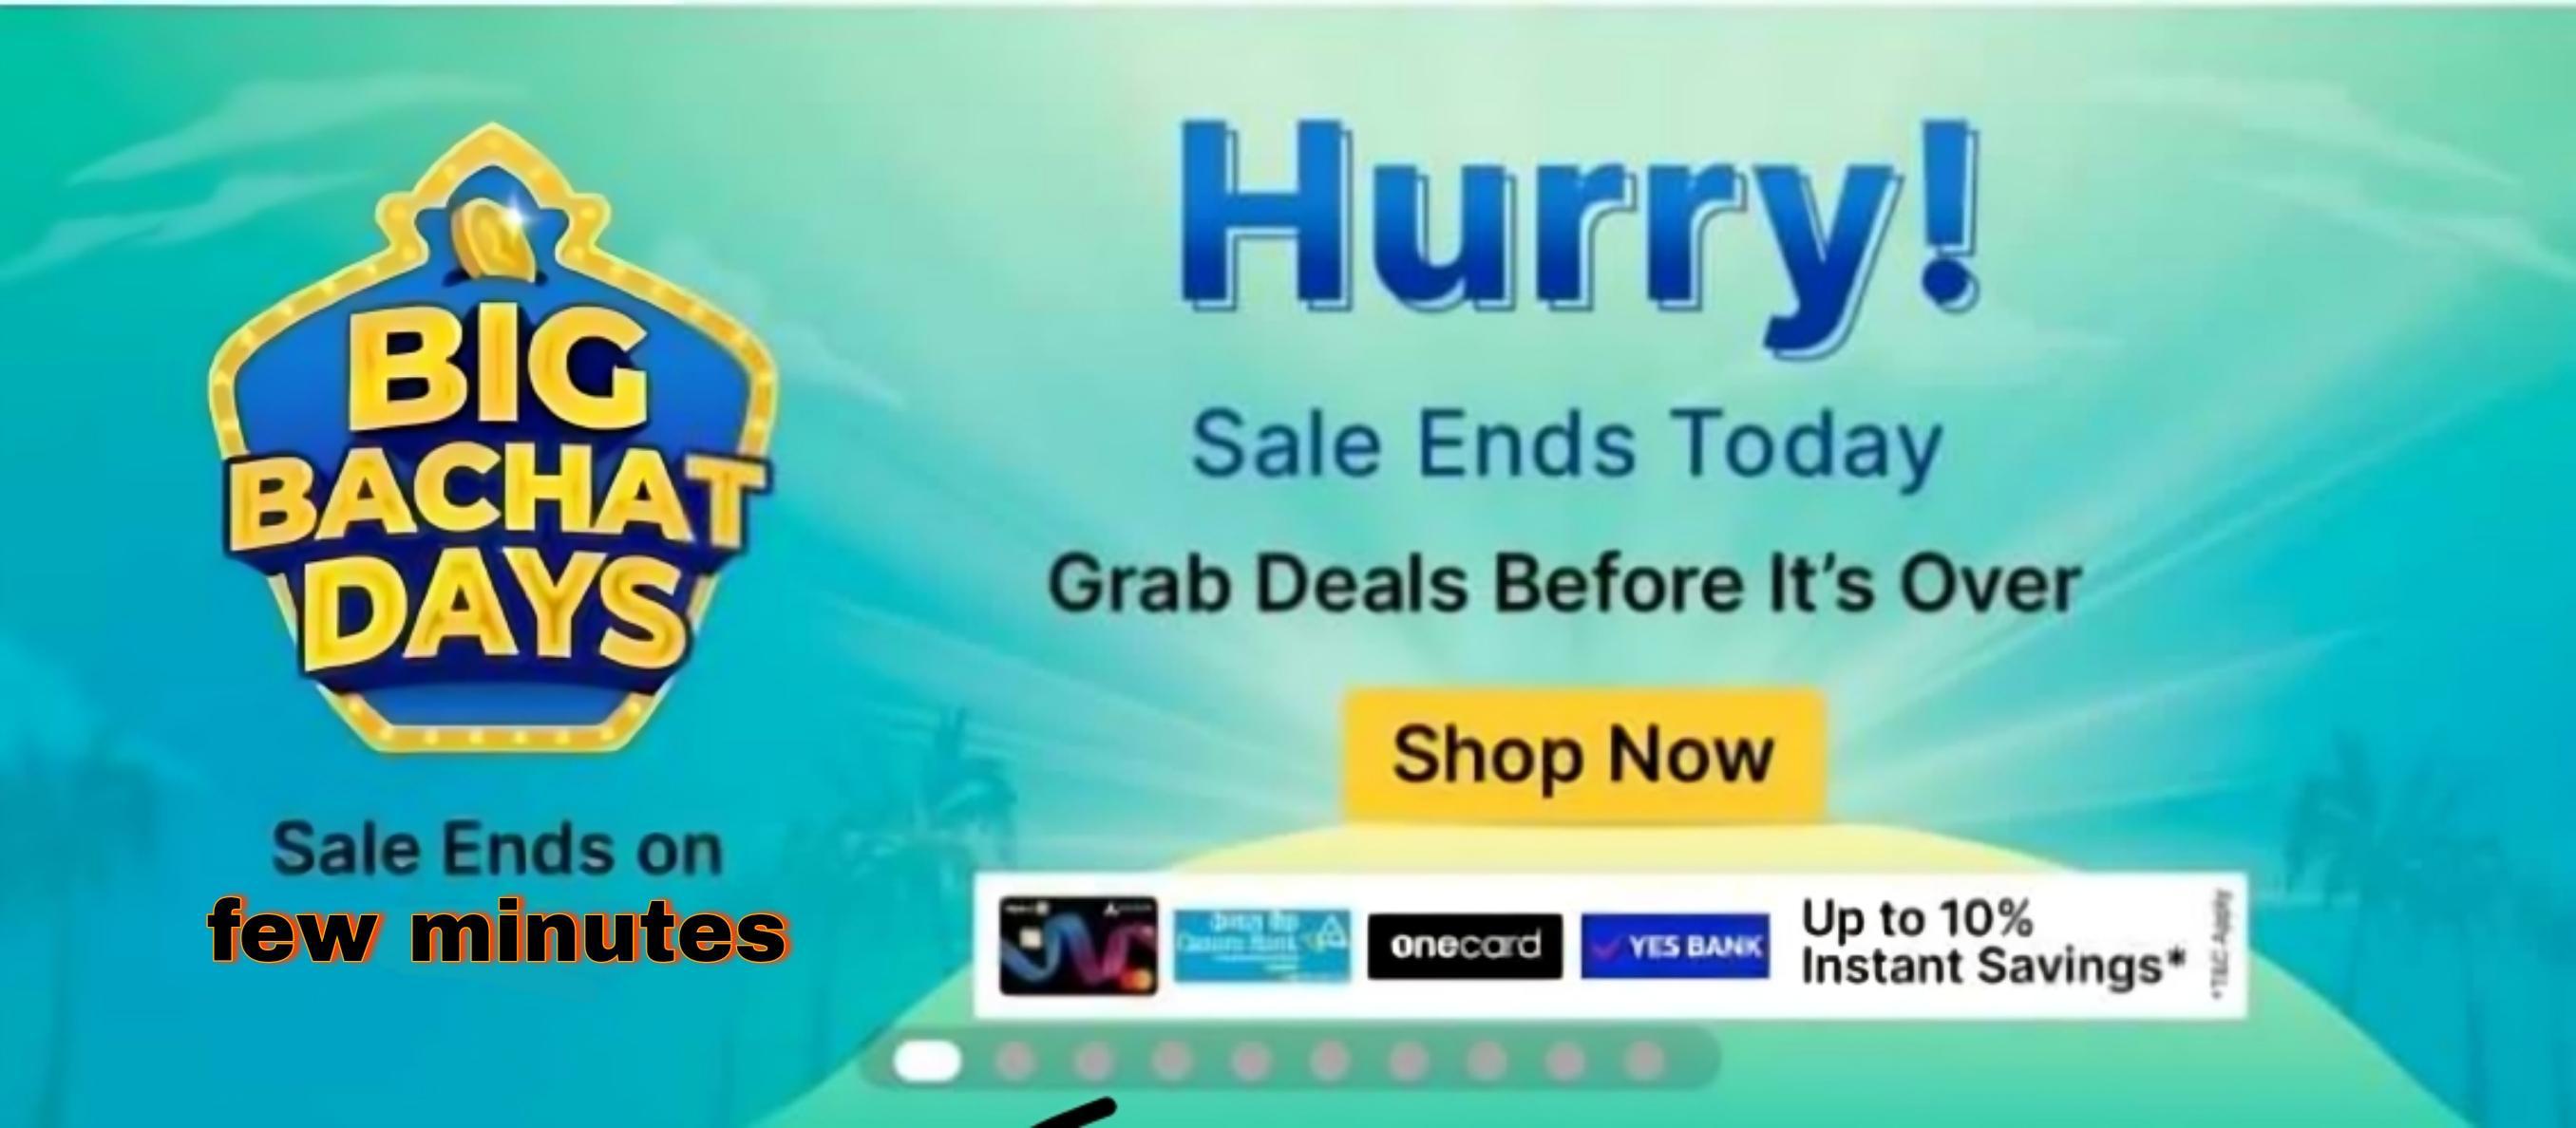 BIG
BACHAT
DAYS
Sale Ends on
few minutes
Hurry!
Sale Ends Today
Grab Deals Before It's Over
Shop Now
onecard
YES BANK
Up to 10%
Instant Savings*
*T&C Apply